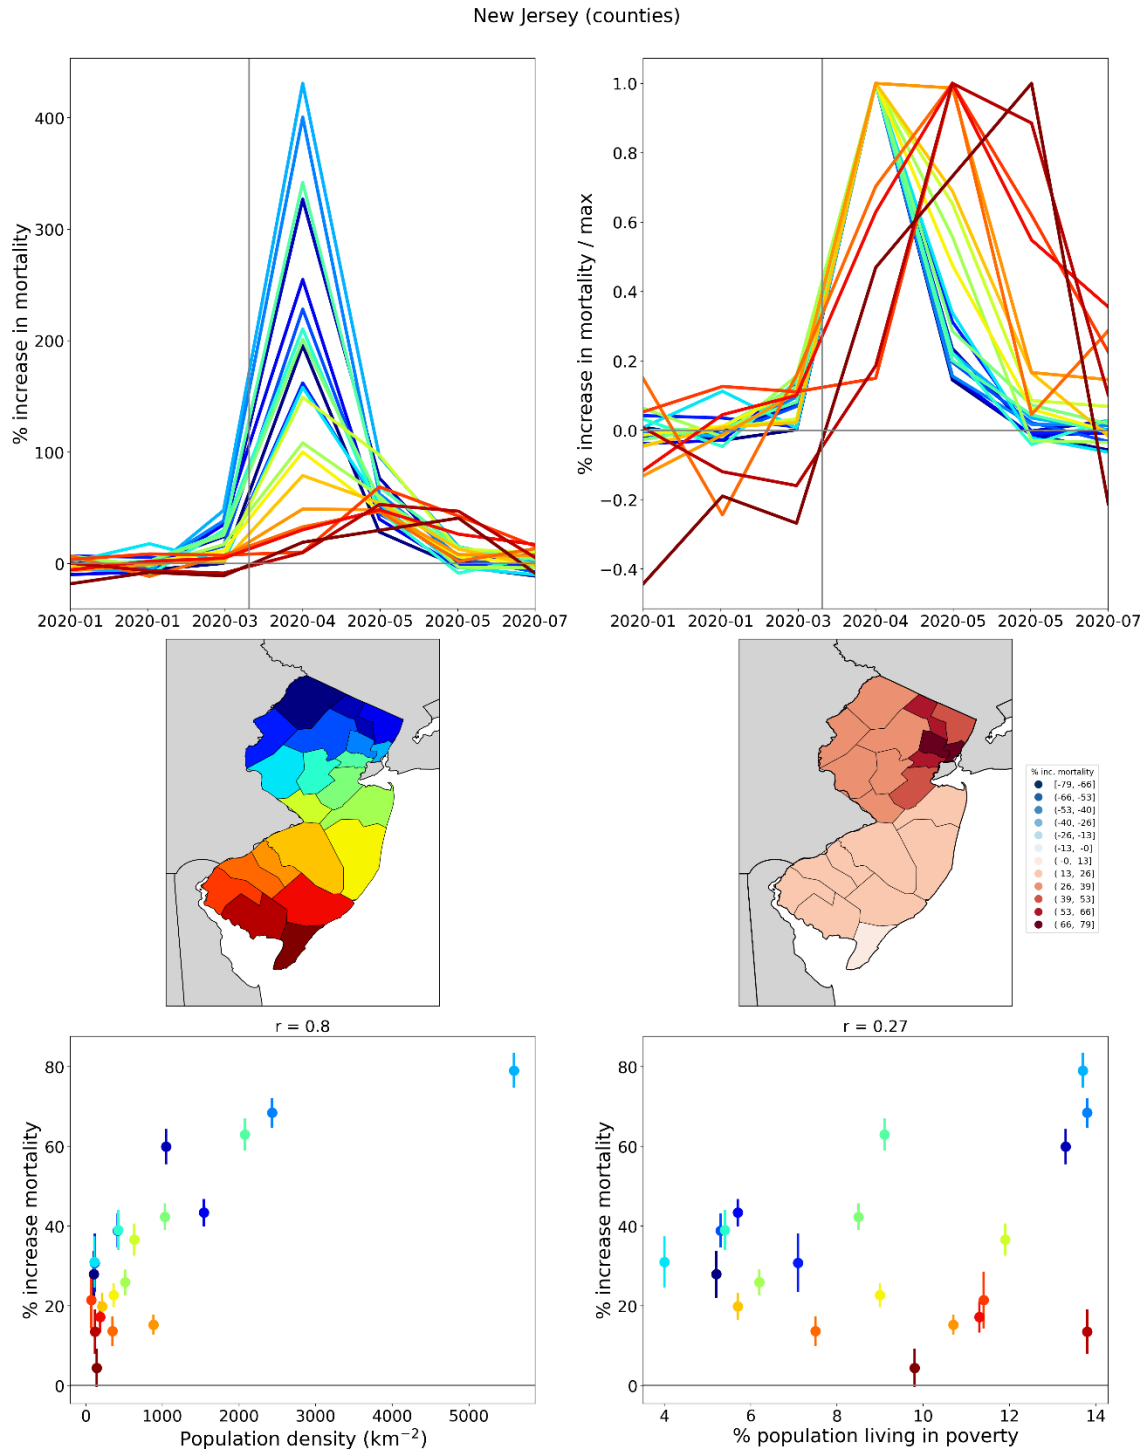 New Jersey (counties)
% increase in mortality
400
300
200
100
0
2020-01 2020-01 2020-03 2020-04 2020-05 2020-05 2020-07
% increase in mortality / max
1.0
0.8
0.6
0.4
0.2
0.0
−0.2
−0.4
2020-01 2020-01 2020-03 2020-04 2020-05 2020-05 2020-07
% inc. mortality
[-79, -66]
(-66, -53]
(-53, -40]
(-40, -26]
(-26, -13]
(-13, -0]
( -0, 13]
( 13, 26]
( 26, 39]
( 39, 53]
( 53, 66]
( 66, 79]
r = 0.8
% increase mortality
80
60
40
20
0
0 1000 2000 3000 4000 5000
Population density (km⁻²)
r = 0.27
% increase mortality
80
60
40
20
0
4 6 8 10 12 14
% population living in poverty